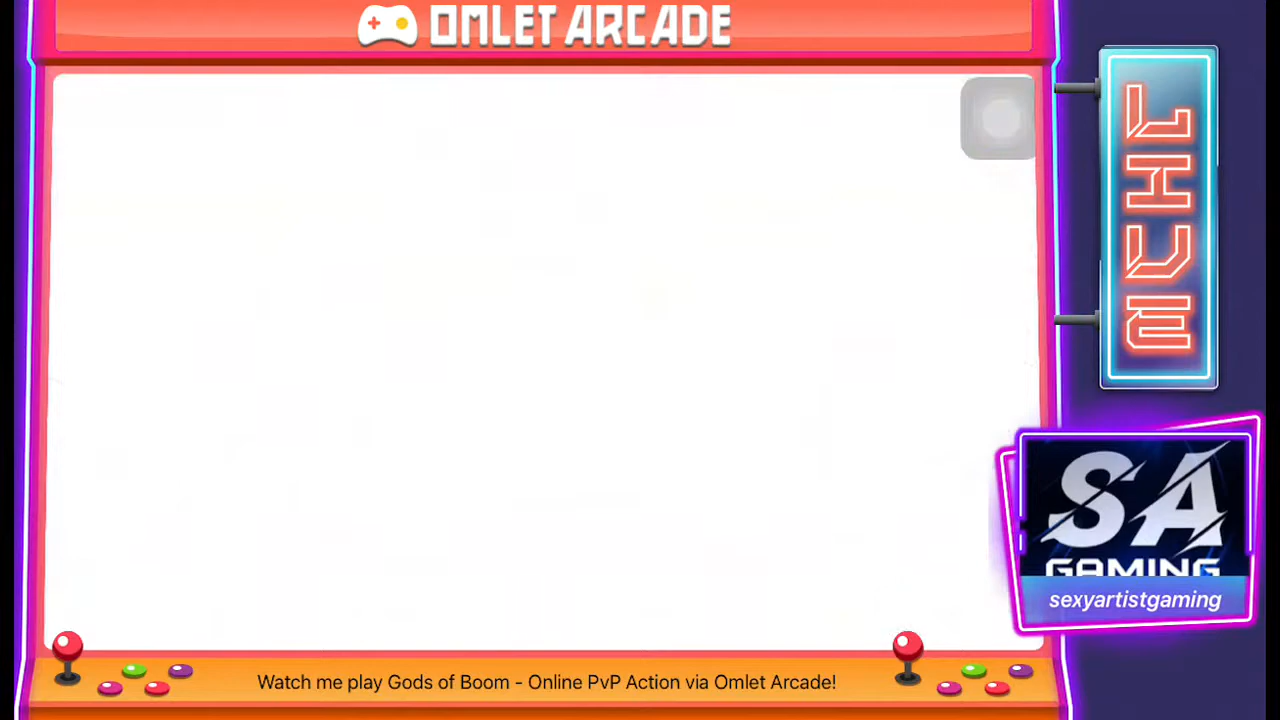 OMLET ARCADE
LIVE
SA
GAMING
sexyartistgaming
Watch me play Gods of Boom - Online PvP Action via Omlet Arcade!